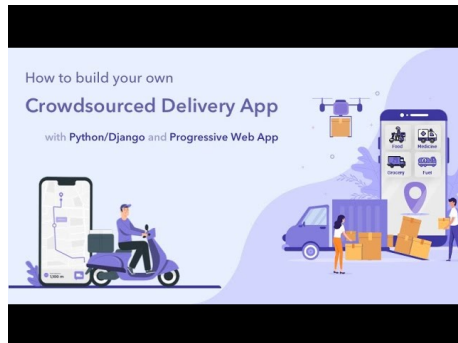 How to build your own
Crowdsourced Delivery App
with Python/Django and Progressive Web App
Food
Medicine
Grocery
Fuel